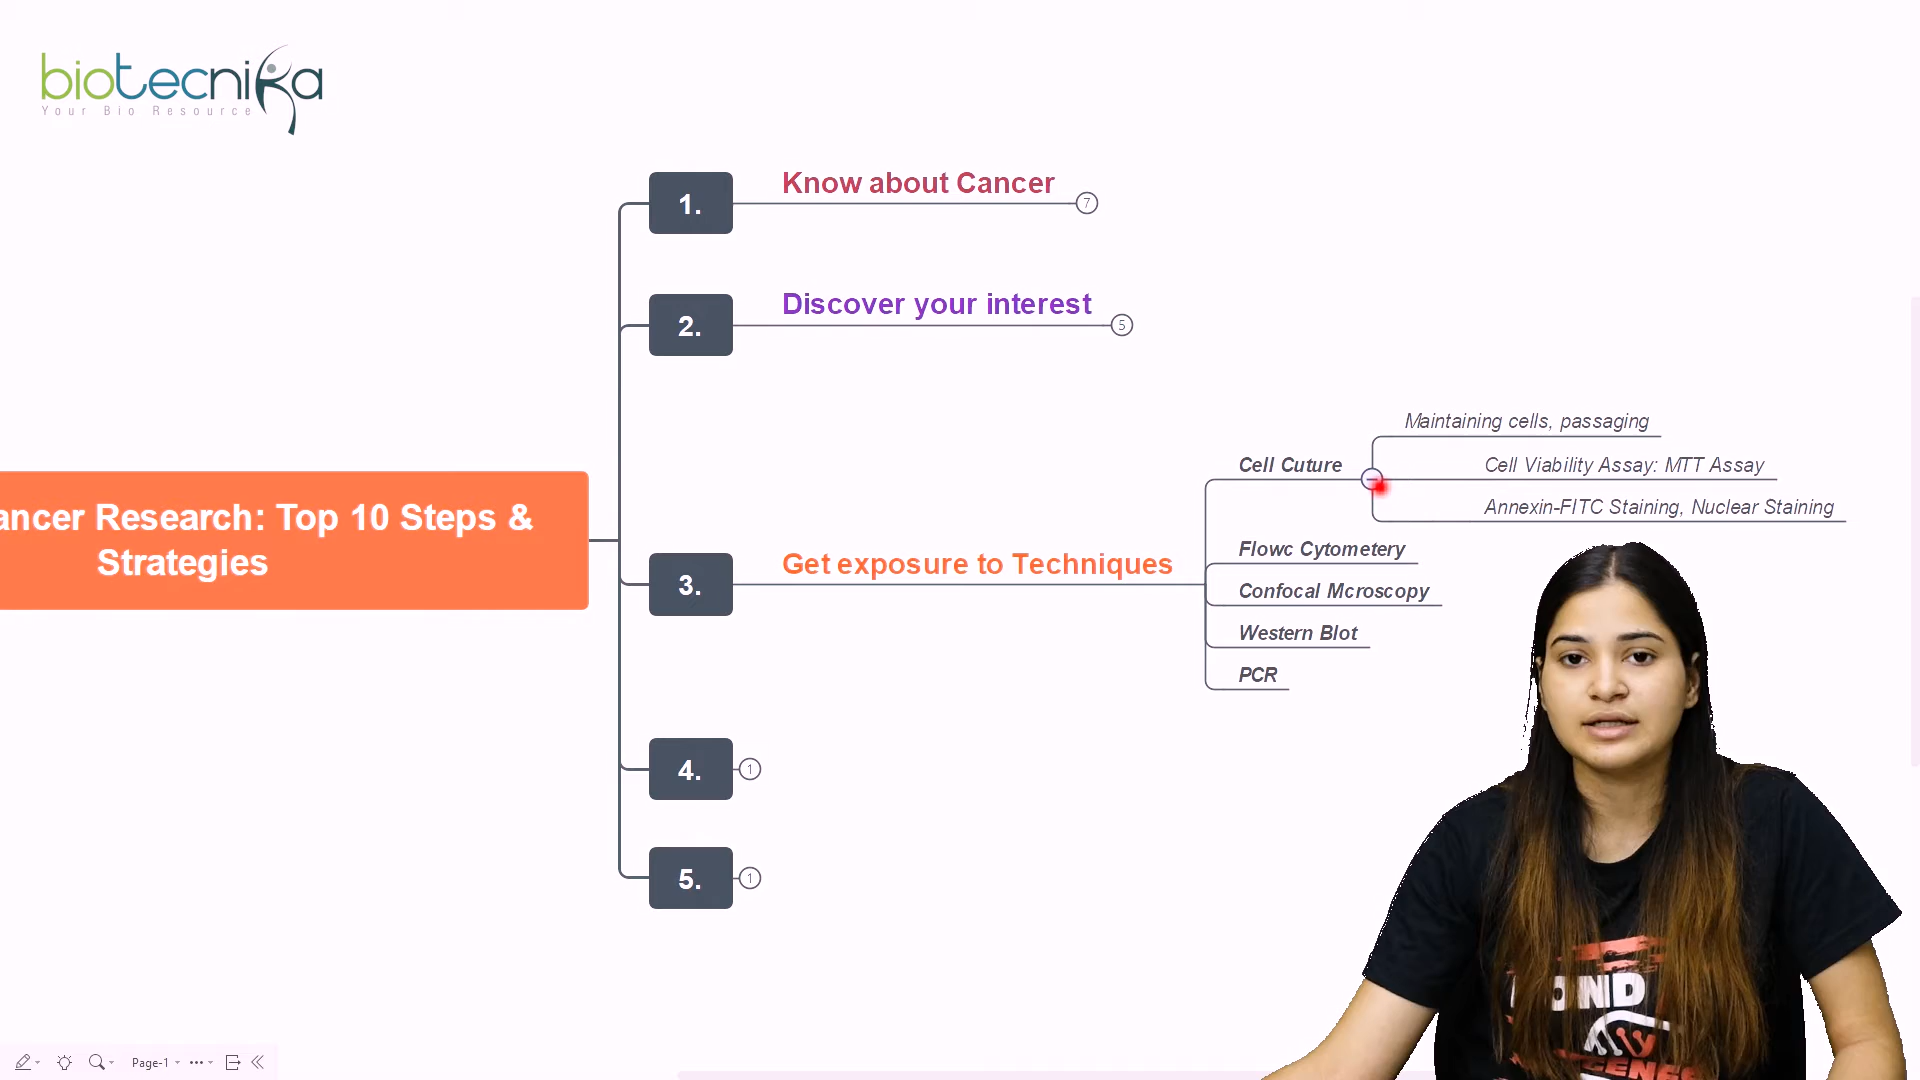 biotecnika
Your Bio Resource
ancer Research: Top 10 Steps &
Strategies
1.
Know about Cancer
7
2.
Discover your interest
5
3.
Get exposure to Techniques
Cell Cuture
Maintaining cells, passaging
Cell Viability Assay: MTT Assay
Annexin-FITC Staining, Nuclear Staining
Flowc Cytometery
Confocal Mcroscopy
Western Blot
PCR
4.
1
5.
1
Page-1